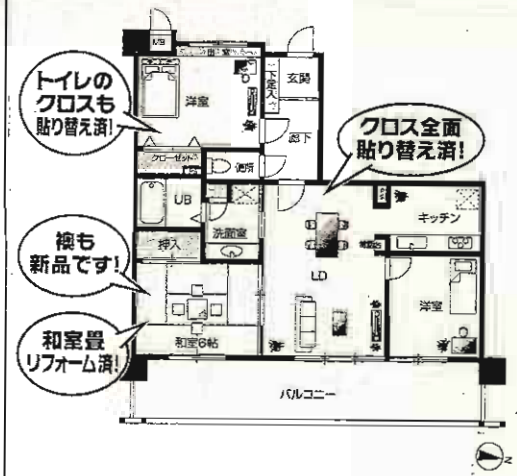 MB
出窓
トイレの
クロスも
貼り替え済!
洋室
下足入
玄関
廊下
クロス全面
貼り替え済!
クローゼット
便所
UB
洗面室
キッチン
押入
襖も
新品です!
LD
洋室
和室畳
リフォーム済!
和室6帖
バルコニー
N